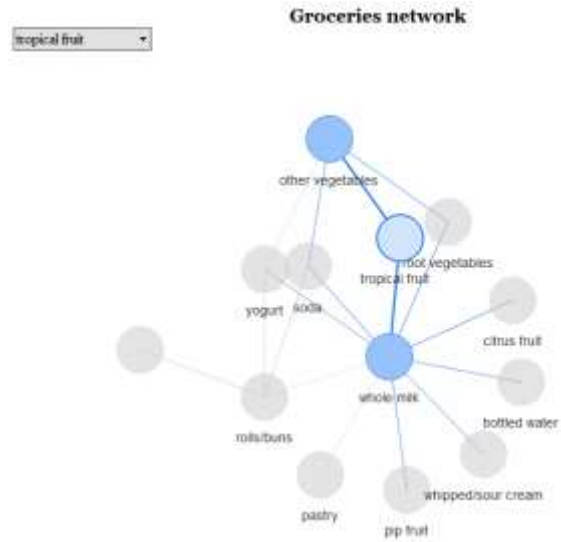 Groceries network
tropical fruit
other vegetables
root vegetables
tropical fruit
yogurt
soda
citrus fruit
whole milk
bottled water
rolls/buns
whipped/sour cream
pastry
pip fruit